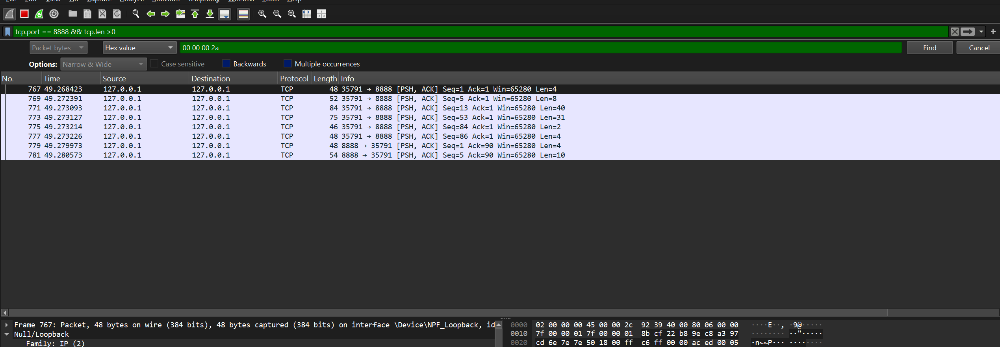 File Edit View Go Capture Analyze Statistics Telephony Wireless Tools Help
tcp.port == 8888 && tcp.len >0
Packet bytes Hex value 00 00 00 2a Find Cancel
Options: Narrow & Wide Case sensitive Backwards Multiple occurrences
No. Time Source Destination Protocol Length Info
767 49.268423 127.0.0.1 127.0.0.1 TCP 48 35791 → 8888 [PSH, ACK] Seq=1 Ack=1 Win=65280 Len=4
769 49.272391 127.0.0.1 127.0.0.1 TCP 52 35791 → 8888 [PSH, ACK] Seq=5 Ack=1 Win=65280 Len=8
771 49.273093 127.0.0.1 127.0.0.1 TCP 84 35791 → 8888 [PSH, ACK] Seq=13 Ack=1 Win=65280 Len=40
773 49.273127 127.0.0.1 127.0.0.1 TCP 75 35791 → 8888 [PSH, ACK] Seq=53 Ack=1 Win=65280 Len=31
775 49.273214 127.0.0.1 127.0.0.1 TCP 46 35791 → 8888 [PSH, ACK] Seq=84 Ack=1 Win=65280 Len=2
777 49.273226 127.0.0.1 127.0.0.1 TCP 48 35791 → 8888 [PSH, ACK] Seq=86 Ack=1 Win=65280 Len=4
779 49.279973 127.0.0.1 127.0.0.1 TCP 48 8888 → 35791 [PSH, ACK] Seq=1 Ack=90 Win=65280 Len=4
781 49.280573 127.0.0.1 127.0.0.1 TCP 54 8888 → 35791 [PSH, ACK] Seq=5 Ack=90 Win=65280 Len=10
Frame 767: Packet, 48 bytes on wire (384 bits), 48 bytes captured (384 bits) on interface \Device\NPF_Loopback, id
Null/Loopback
Family: IP (2)
0000 02 00 00 00 45 00 00 2c 92 39 40 00 80 06 00 00 ····E··, ·9@·····
0010 7f 00 00 01 7f 00 00 01 8b cf 22 b8 9e c8 a3 97 ········ ··"·····
0020 cd 6e 7e 7e 50 18 00 ff c6 ff 00 00 ac ed 00 05 ·n~~P··· ········